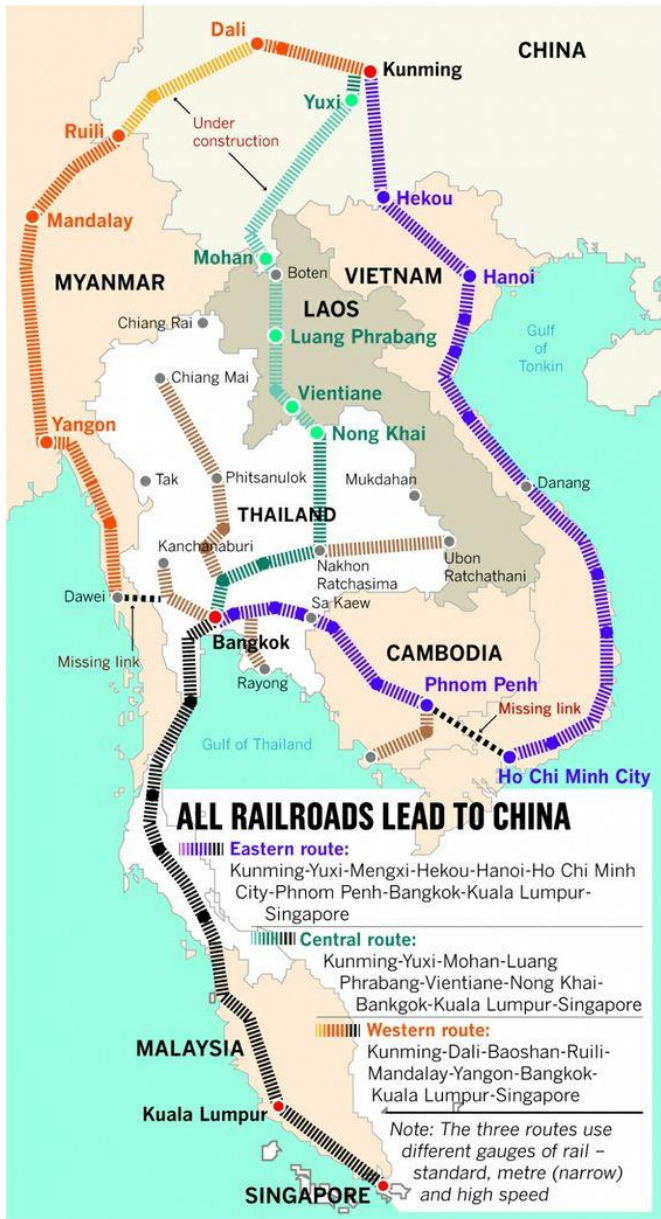 Dali
CHINA
Kunming
Yuxi
Under
construction
Ruili
Hekou
Mandalay
Mohan
Boten
VIETNAM
Hanoi
MYANMAR
LAOS
Chiang Rai
Luang Phrabang
Gulf
of
Tonkin
Chiang Mai
Vientiane
Yangon
Nong Khai
Tak
Phitsanulok
Mukdahan
Danang
THAILAND
Kanchanaburi
Nakhon
Ratchasima
Ubon
Ratchathani
Dawei
Sa Kaew
Bangkok
CAMBODIA
Missing link
Rayong
Phnom Penh
Missing link
Gulf of Thailand
Ho Chi Minh City
ALL RAILROADS LEAD TO CHINA
Eastern route:
Kunming-Yuxi-Mengxi-Hekou-Hanoi-Ho Chi Minh
City-Phnom Penh-Bangkok-Kuala Lumpur-
Singapore
Central route:
Kunming-Yuxi-Mohan-Luang
Phrabang-Vientiane-Nong Khai-
Bankgok-Kuala Lumpur-Singapore
Western route:
Kunming-Dali-Baoshan-Ruili-
Mandalay-Yangon-Bangkok-
Kuala Lumpur-Singapore
MALAYSIA
Kuala Lumpur
Note: The three routes use
different gauges of rail –
standard, metre (narrow)
and high speed
SINGAPORE